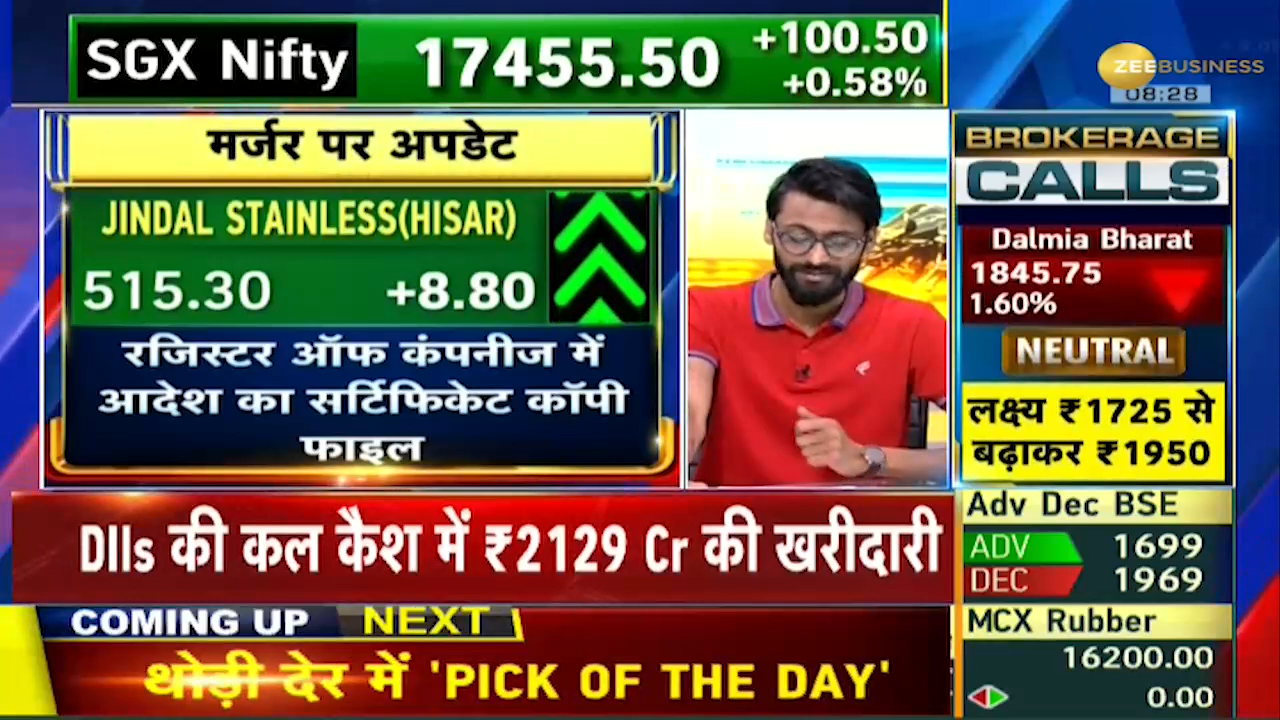 SGX Nifty 17455.50 +100.50
+0.58%
ZEEBUSINESS
08:28
मर्जर पर अपडेट
JINDAL STAINLESS(HISAR)
515.30 +8.80
रजिस्टर ऑफ कंपनीज में
आदेश का सर्टिफिकेट कॉपी
फाइल
BROKERAGE
CALLS
Dalmia Bharat
1845.75
1.60%
NEUTRAL
लक्ष्य ₹1725 से
बढ़ाकर ₹1950
DIIs की कल कैश में ₹2129 Cr की खरीदारी
Adv Dec BSE
ADV 1699
DEC 1969
MCX Rubber
16200.00
0.00
COMING UP NEXT
थोड़ी देर में 'PICK OF THE DAY'